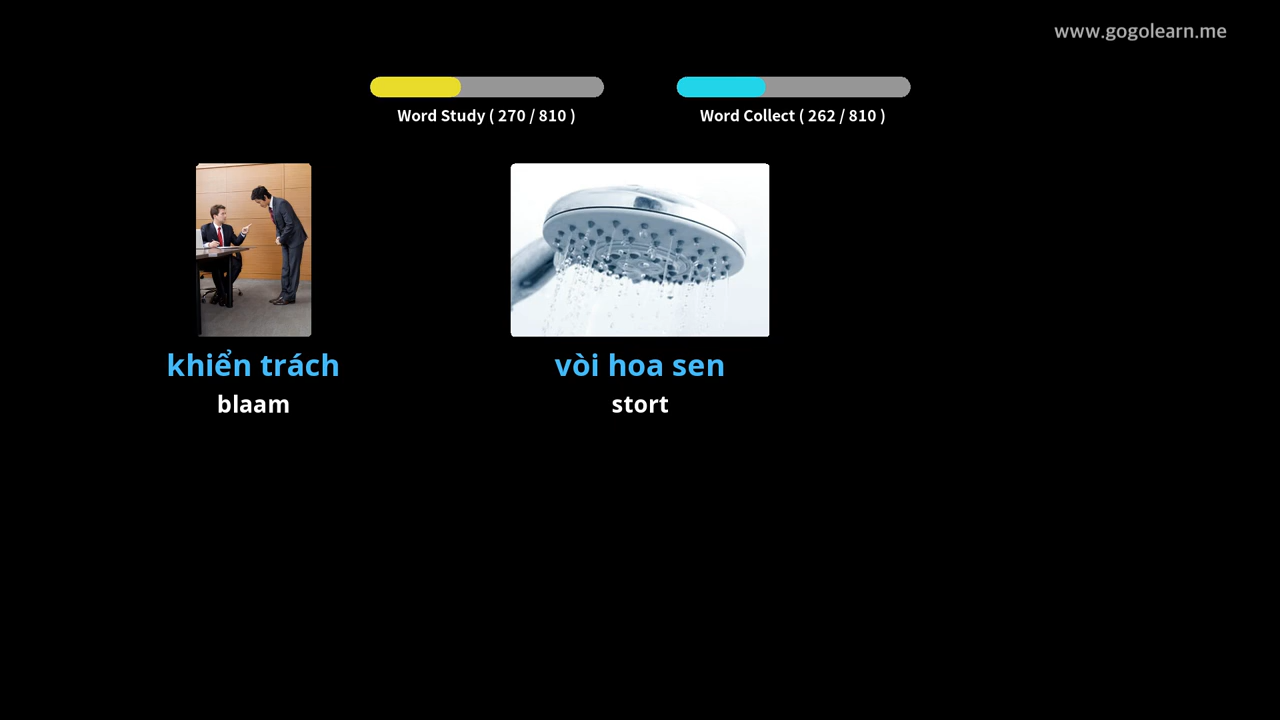 www.gogolearn.me
Word Study ( 270 / 810 )
Word Collect ( 262 / 810 )
khiển trách
blaam
vòi hoa sen
stort